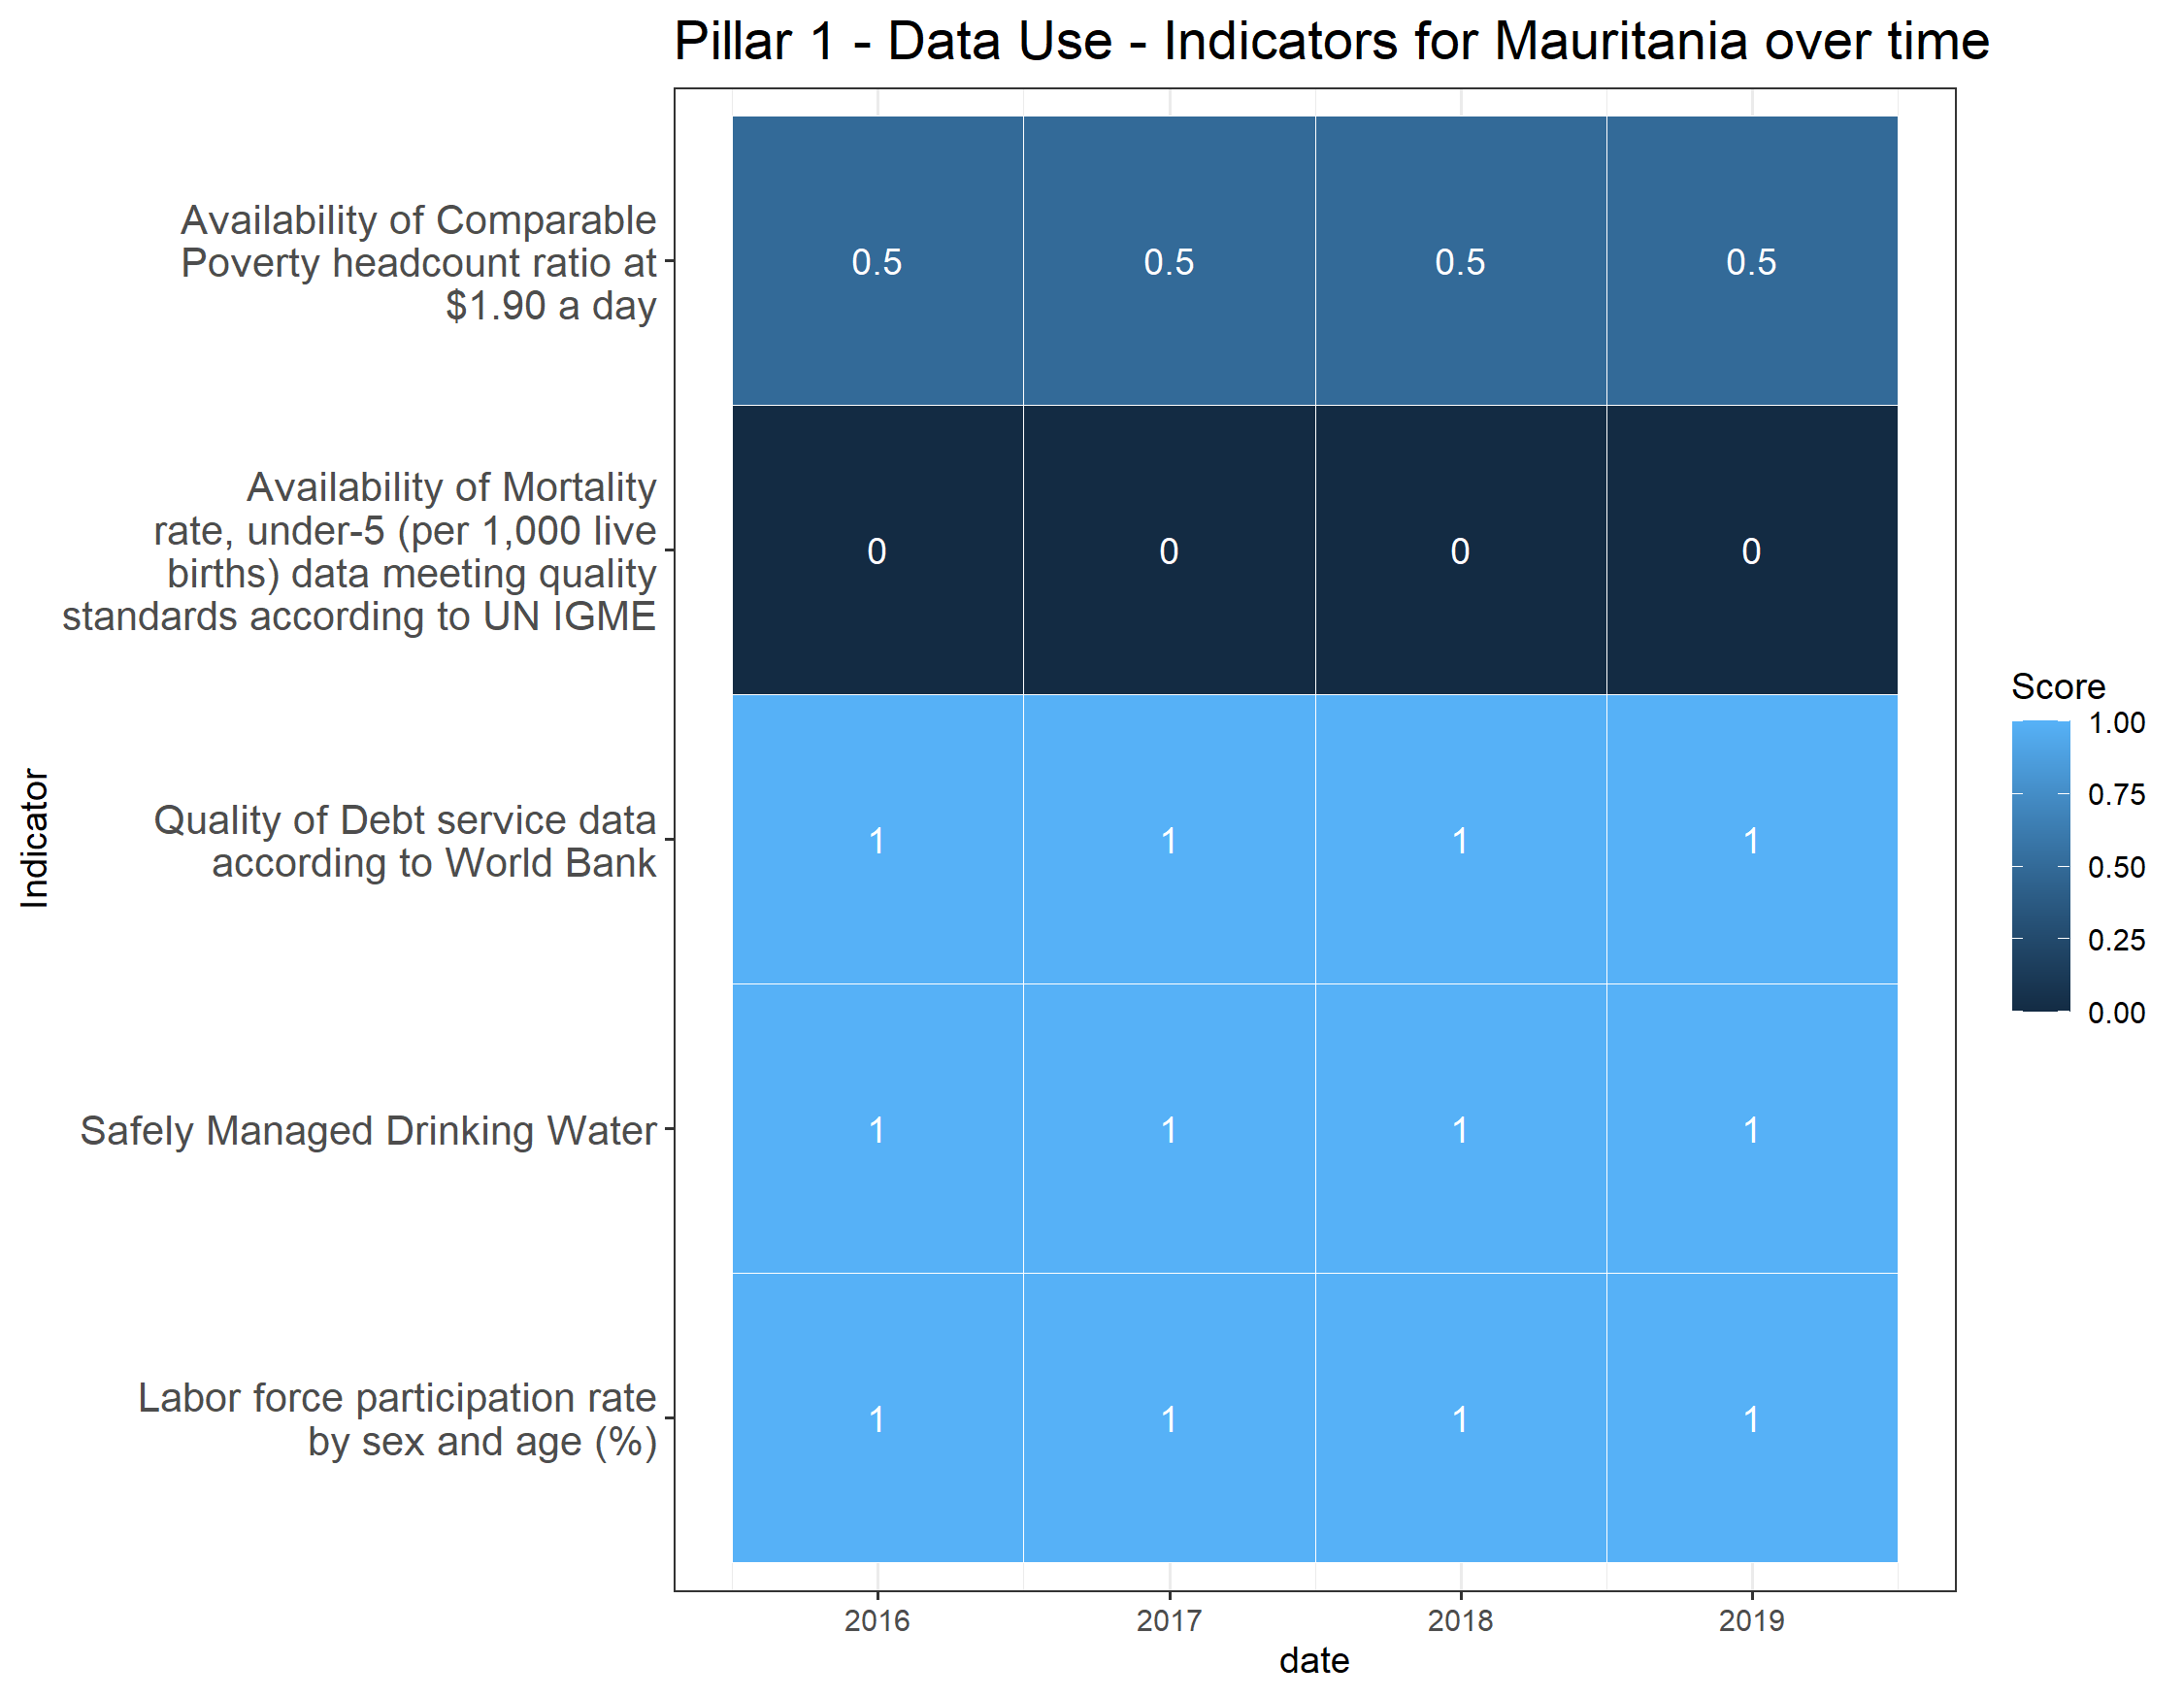 Pillar 1 - Data Use - Indicators for Mauritania over time
Indicator
Availability of Comparable
Poverty headcount ratio at
$1.90 a day
0.5 0.5 0.5 0.5
Availability of Mortality
rate, under-5 (per 1,000 live
births) data meeting quality
standards according to UN IGME
0 0 0 0
Quality of Debt service data
according to World Bank
1 1 1 1
Safely Managed Drinking Water
1 1 1 1
Labor force participation rate
by sex and age (%)
1 1 1 1
2016 2017 2018 2019
date
Score
1.00
0.75
0.50
0.25
0.00